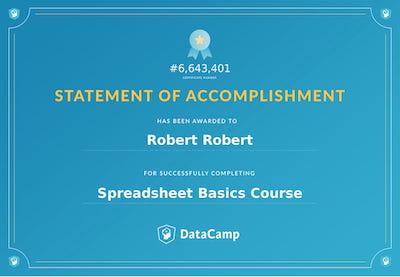 #6,643,401
CERTIFICATE NUMBER
STATEMENT OF ACCOMPLISHMENT
HAS BEEN AWARDED TO
Robert Robert
FOR SUCCESSFULLY COMPLETING
Spreadsheet Basics Course
DataCamp